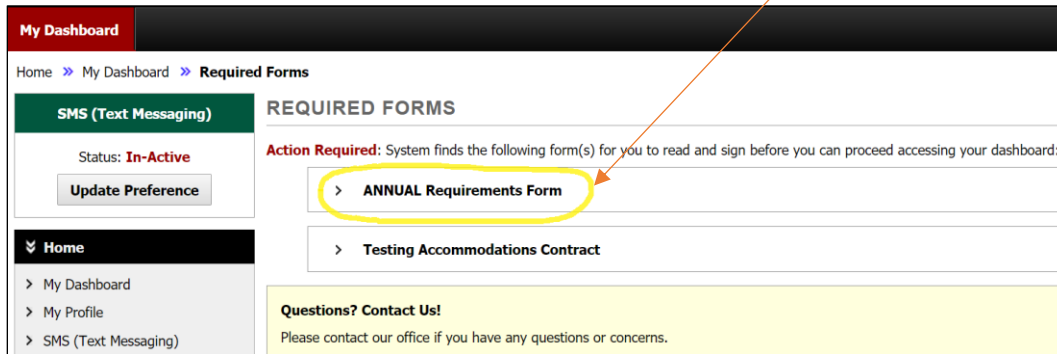 My Dashboard
Home » My Dashboard » Required Forms
SMS (Text Messaging)
Status: In-Active
Update Preference
Home
My Dashboard
My Profile
SMS (Text Messaging)
REQUIRED FORMS
Action Required: System finds the following form(s) for you to read and sign before you can proceed accessing your dashboard:
> ANNUAL Requirements Form
> Testing Accommodations Contract
Questions? Contact Us!
Please contact our office if you have any questions or concerns.